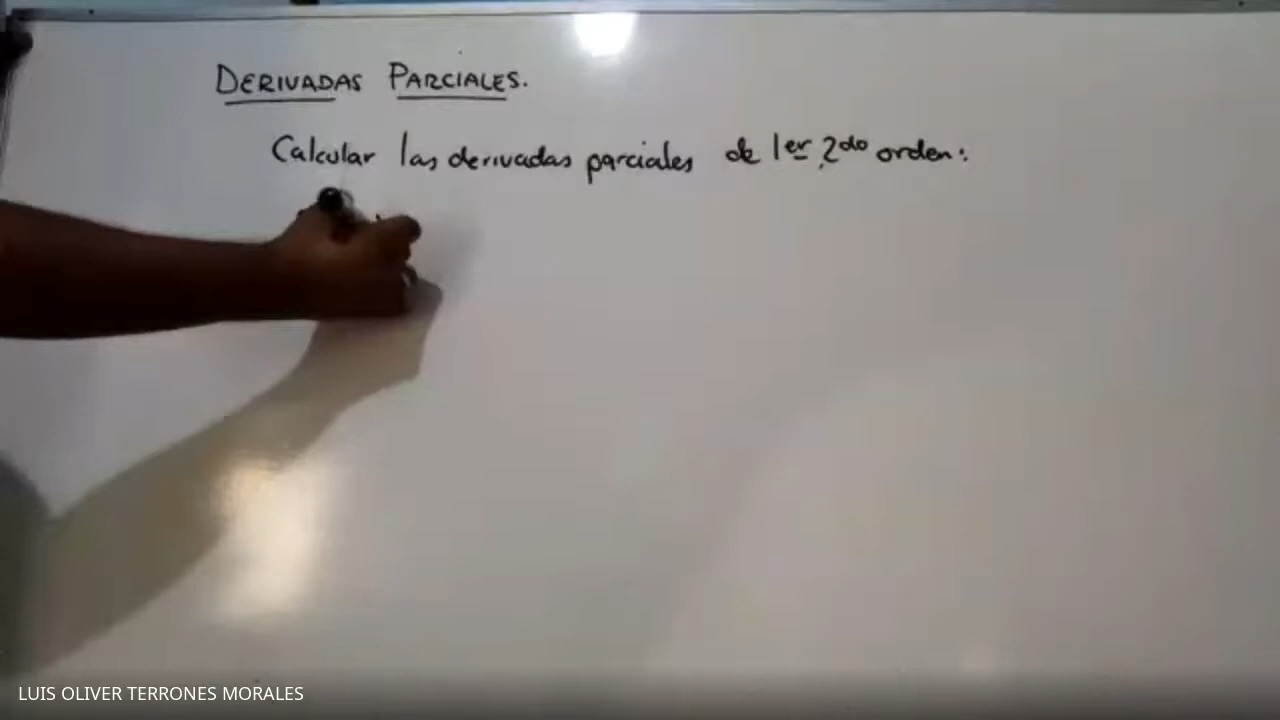 DERIVADAS PARCIALES.
Calcular las derivadas parciales de 1er, 2do orden:
LUIS OLIVER TERRONES MORALES